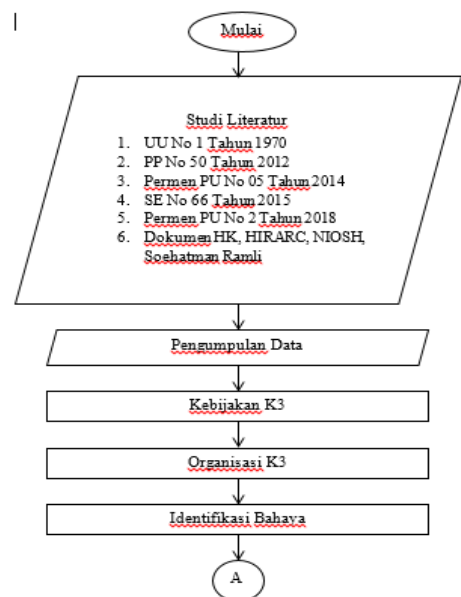 Mulai
Studi Literatur
1. UU No 1 Tahun 1970
2. PP No 50 Tahun 2012
3. Permen PU No 05 Tahun 2014
4. SE No 66 Tahun 2015
5. Permen PU No 2 Tahun 2018
6. Dokumen HK, HIRARC, NIOSH,
Soehatman Ramli
Pengumpulan Data
Kebijakan K3
Organisasi K3
Identifikasi Bahaya
A